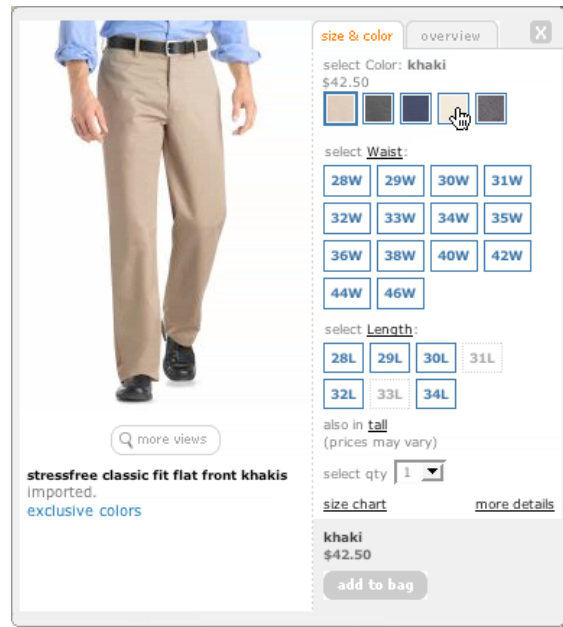 size & color
overview
X
select Color: khaki
$42.50
select Waist:
28W 29W 30W 31W
32W 33W 34W 35W
36W 38W 40W 42W
44W 46W
select Length:
28L 29L 30L 31L
32L 33L 34L
also in tall
(prices may vary)
select qty 1
size chart more details
khaki
$42.50
add to bag
more views
stressfree classic fit flat front khakis
imported.
exclusive colors